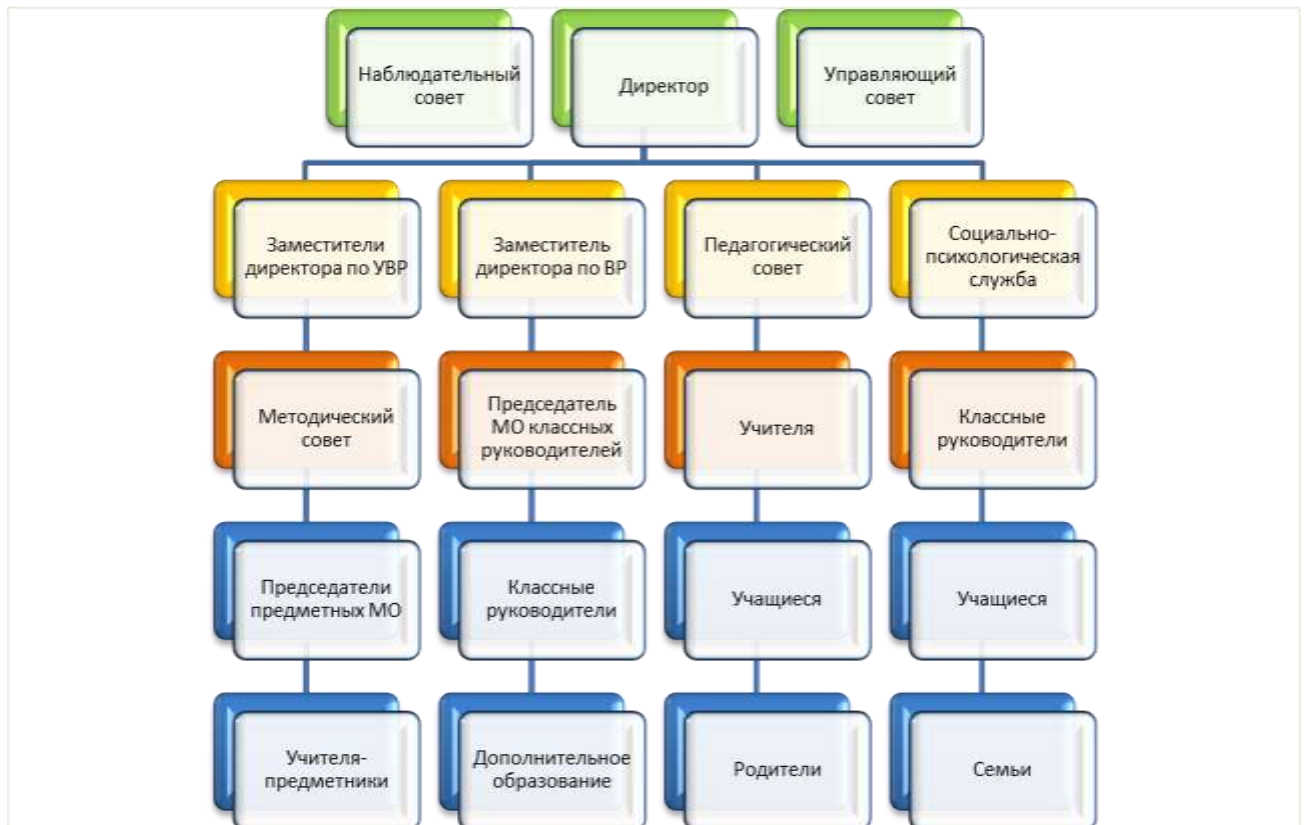 Наблюдательный
совет
Директор
Управляющий
совет
Заместители
директора по УВР
Заместитель
директора по ВР
Педагогический
совет
Социально-
психологическая
служба
Методический
совет
Председатель
МО классных
руководителей
Учителя
Классные
руководители
Председатели
предметных МО
Классные
руководители
Учащиеся
Учащиеся
Учителя-
предметники
Дополнительное
образование
Родители
Семьи